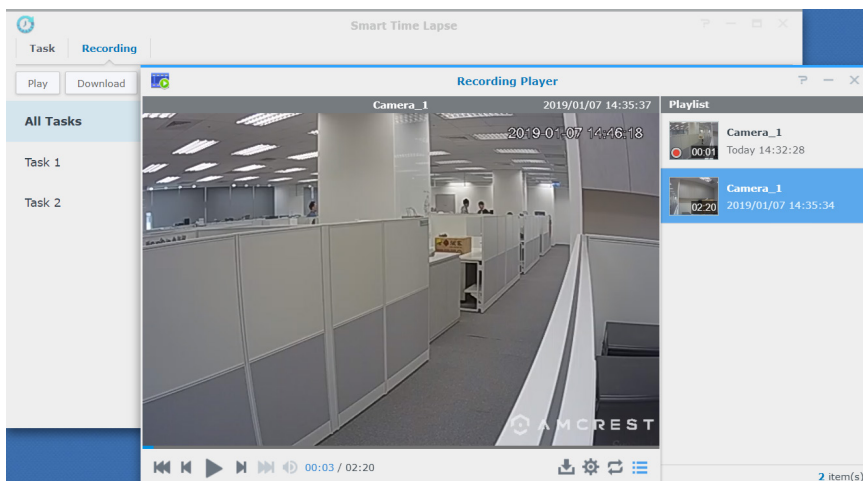 Smart Time Lapse
Task Recording
Play Download
Recording Player
Camera_1 2019/01/07 14:35:37 Playlist
2019-01-07 14:46:18
All Tasks
Task 1
Task 2
Camera_1
00:01 Today 14:32:28
Camera_1
02:20 2019/01/07 14:35:34
AMCREST
00:03 / 02:20
2 item(s)